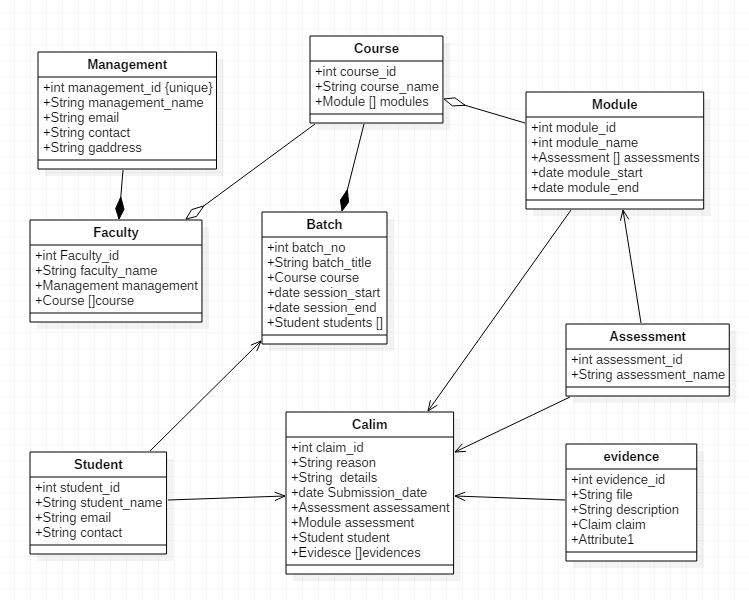 Management
+int management_id {unique}
+String management_name
+String email
+String contact
+String gaddress
Course
+int course_id
+String course_name
+Module [] modules
Module
+int module_id
+int module_name
+Assessment [] assessments
+date module_start
+date module_end
Faculty
+int Faculty_id
+String faculty_name
+Management management
+Course []course
Batch
+int batch_no
+String batch_title
+Course course
+date session_start
+date session_end
+Student students []
Assessment
+int assessment_id
+String assessment_name
Student
+int student_id
+String student_name
+String email
+String contact
Calim
+int claim_id
+String reason
+String  details
+date Submission_date
+Assessment assessament
+Module assessment
+Student student
+Evidesce []evidences
evidence
+int evidence_id
+String file
+String description
+Claim claim
+Attribute1